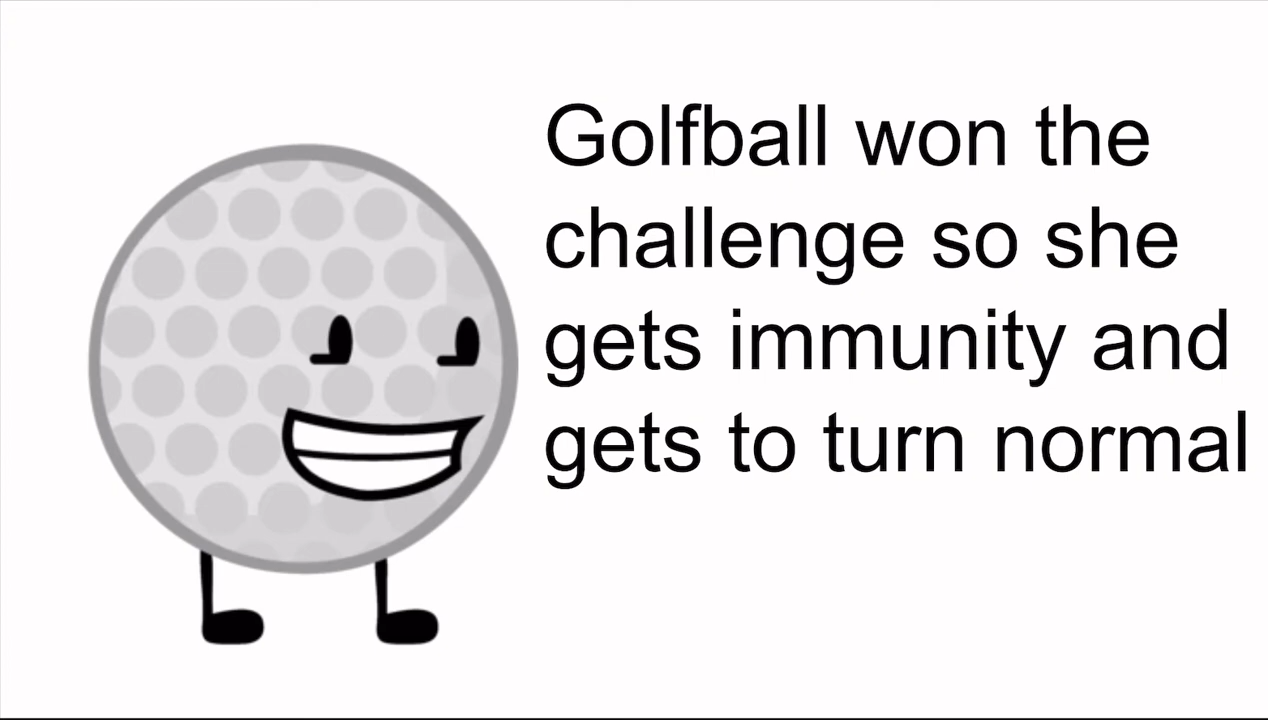 Golfball won the
challenge so she
gets immunity and
gets to turn normal